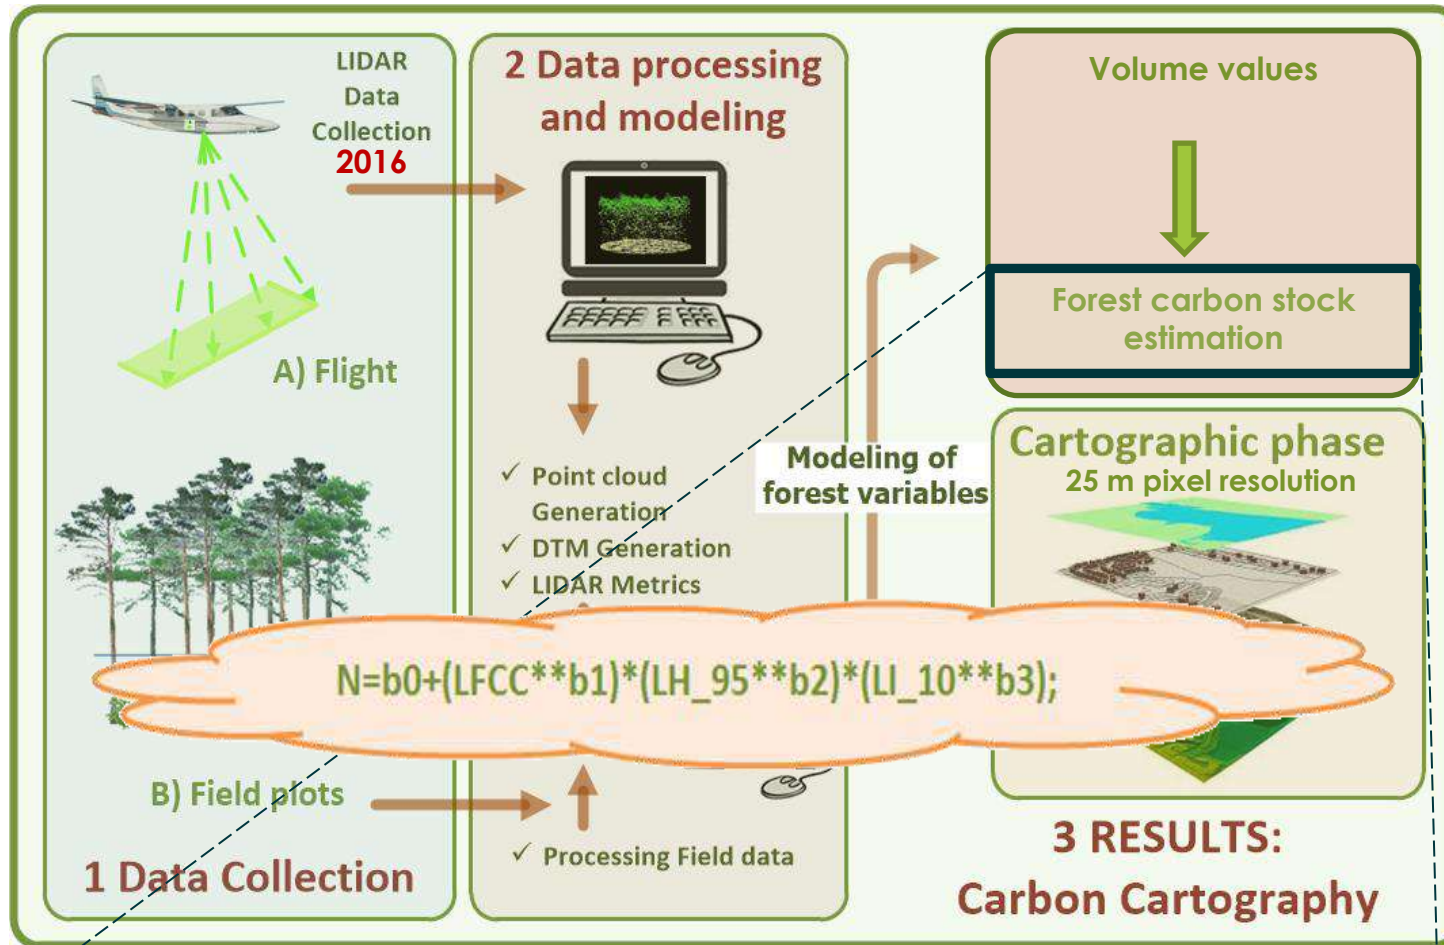 LIDAR
Data
Collection
2016
A) Flight
B) Field plots
1 Data Collection
2 Data processing
and modeling
✓ Point cloud
Generation
✓ DTM Generation
✓ LIDAR Metrics
N=b0+(LFCC**b1)*(LH_95**b2)*(LI_10**b3);
✓ Processing Field data
Modeling of
forest variables
Volume values
Forest carbon stock
estimation
Cartographic phase
25 m pixel resolution
3 RESULTS:
Carbon Cartography